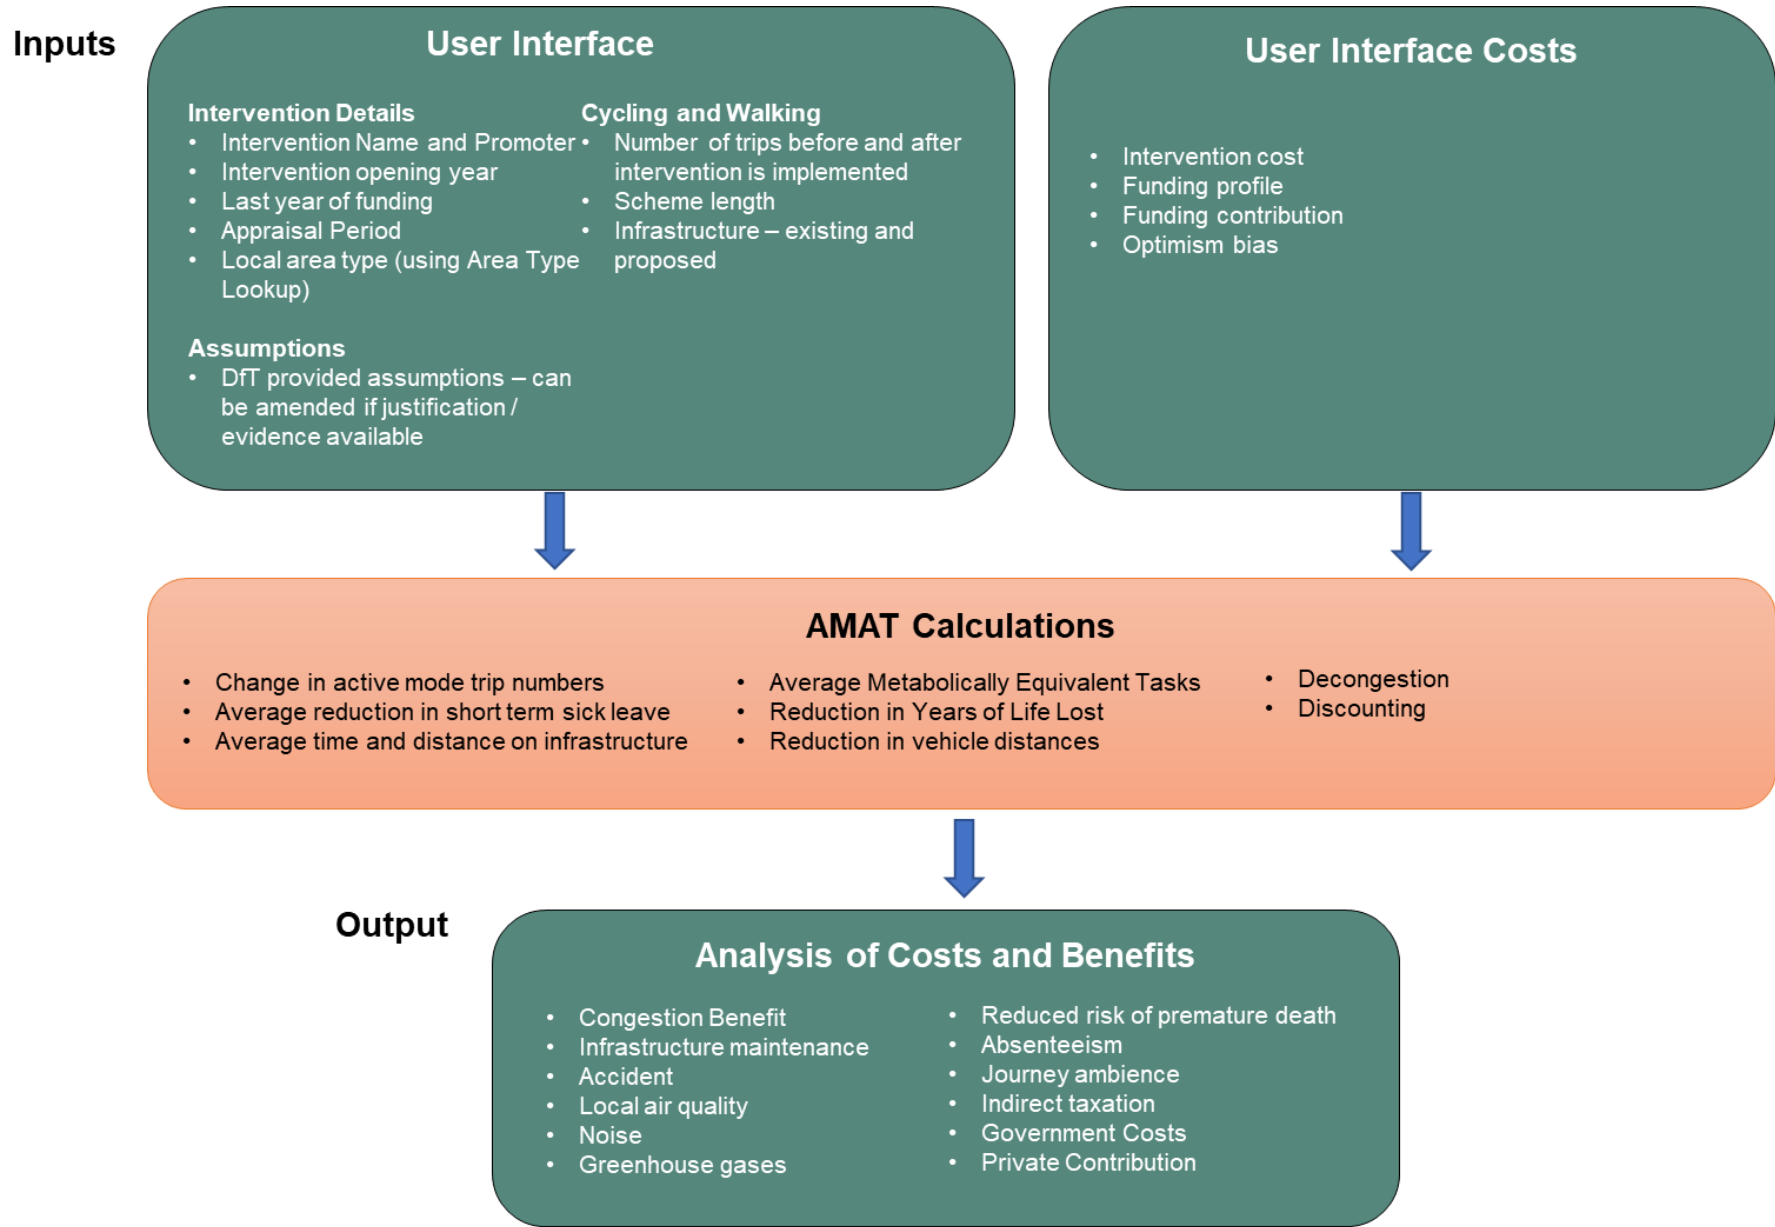 Inputs
User Interface
Intervention Details
• Intervention Name and Promoter
• Intervention opening year
• Last year of funding
• Appraisal Period
• Local area type (using Area Type
Lookup)
Assumptions
• DfT provided assumptions – can
be amended if justification /
evidence available
Cycling and Walking
• Number of trips before and after
intervention is implemented
• Scheme length
• Infrastructure – existing and
proposed
User Interface Costs
• Intervention cost
• Funding profile
• Funding contribution
• Optimism bias
AMAT Calculations
• Change in active mode trip numbers
• Average reduction in short term sick leave
• Average time and distance on infrastructure
• Average Metabolically Equivalent Tasks
• Reduction in Years of Life Lost
• Reduction in vehicle distances
• Decongestion
• Discounting
Output
Analysis of Costs and Benefits
• Congestion Benefit
• Infrastructure maintenance
• Accident
• Local air quality
• Noise
• Greenhouse gases
• Reduced risk of premature death
• Absenteeism
• Journey ambience
• Indirect taxation
• Government Costs
• Private Contribution